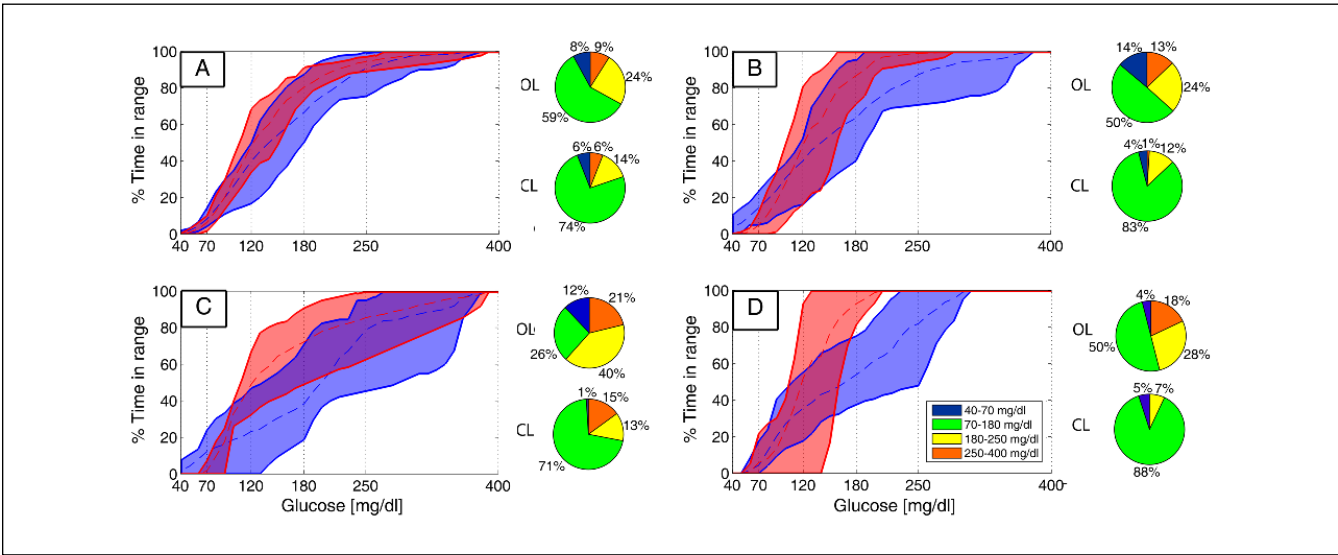 A
% Time in range
100
80
60
40
20
0
40 70 120 180 250 400
OL
8% 9%
24%
59%
CL
6% 6%
14%
74%
B
% Time in range
100
80
60
40
20
0
40 70 120 180 250 400
OL
14% 13%
24%
50%
CL
4% 1% 12%
83%
C
% Time in range
100
80
60
40
20
0
40 70 120 180 250 400
Glucose [mg/dl]
OL
12% 21%
26%
40%
CL
1% 15%
13%
71%
D
% Time in range
100
80
60
40
20
0
40 70 120 180 250 400
Glucose [mg/dl]
40-70 mg/dl
70-180 mg/dl
180-250 mg/dl
250-400 mg/dl
OL
4% 18%
50%
28%
CL
5% 7%
88%